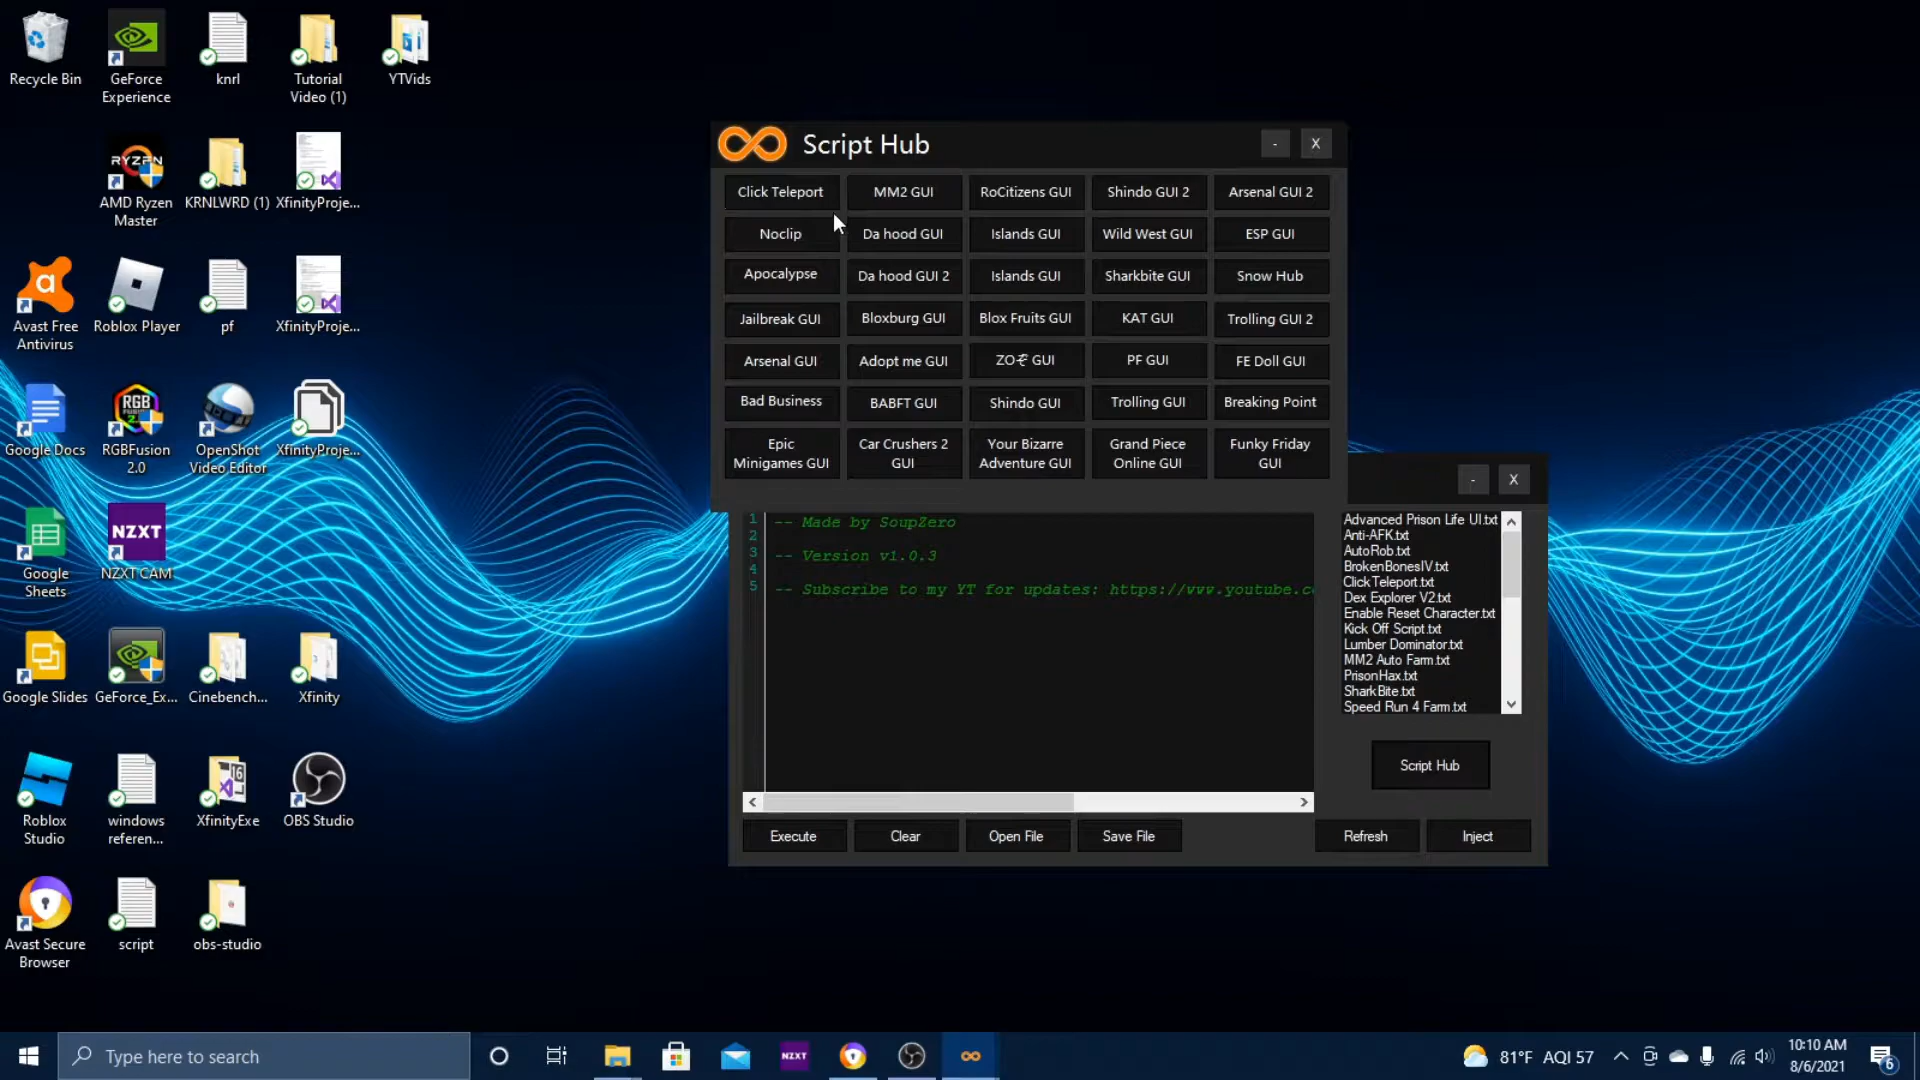 Recycle Bin
GeForce
Experience
knrl
Tutorial
Video (1)
YTVids
RYZEN
AMD Ryzen
Master
KRNLWRD (1)
XfinityProje...
Avast Free
Antivirus
Roblox Player
pf
XfinityProje...
Google Docs
RGB
RGBFusion
2.0
OpenShot
Video Editor
XfinityProje...
Google
Sheets
NZXT
NZXT CAM
Google Slides
GeForce_Ex...
Cinebench...
Xfinity
Roblox
Studio
windows
referen...
XfinityExe
OBS Studio
Avast Secure
Browser
script
obs-studio
Script Hub
-
X
Click Teleport
MM2 GUI
RoCitizens GUI
Shindo GUI 2
Arsenal GUI 2
Noclip
Da hood GUI
Islands GUI
Wild West GUI
ESP GUI
Apocalypse
Da hood GUI 2
Islands GUI
Sharkbite GUI
Snow Hub
Jailbreak GUI
Bloxburg GUI
Blox Fruits GUI
KAT GUI
Trolling GUI 2
Arsenal GUI
Adopt me GUI
ZOぞ GUI
PF GUI
FE Doll GUI
Bad Business
BABFT GUI
Shindo GUI
Trolling GUI
Breaking Point
Epic
Minigames GUI
Car Crushers 2
GUI
Your Bizarre
Adventure GUI
Grand Piece
Online GUI
Funky Friday
GUI
-
X
1 -- Made by SoupZero
2
3 -- Version v1.0.3
4
5 -- Subscribe to my YT for updates: https://www.youtube.c
Advanced Prison Life UI.txt
Anti-AFK.txt
AutoRob.txt
BrokenBonesIV.txt
ClickTeleport.txt
Dex Explorer V2.txt
Enable Reset Character.txt
Kick Off Script.txt
Lumber Dominator.txt
MM2 Auto Farm.txt
PrisonHax.txt
SharkBite.txt
Speed Run 4 Farm.txt
Script Hub
Execute
Clear
Open File
Save File
Refresh
Inject
Type here to search
NZXT
81°F AQI 57
10:10 AM
8/6/2021
6